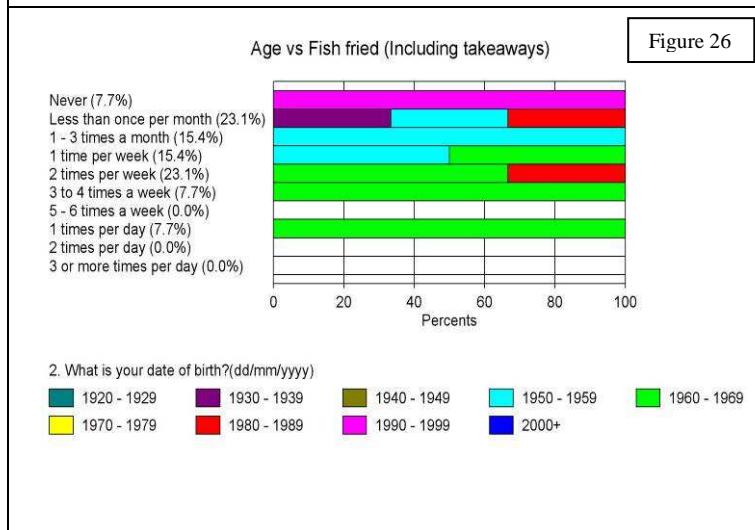 Figure 26
Age vs Fish fried (Including takeaways)
Never (7.7%)
Less than once per month (23.1%)
1 - 3 times a month (15.4%)
1 time per week (15.4%)
2 times per week (23.1%)
3 to 4 times a week (7.7%)
5 - 6 times a week (0.0%)
1 times per day (7.7%)
2 times per day (0.0%)
3 or more times per day (0.0%)
0 20 40 60 80 100
Percents
2. What is your date of birth?(dd/mm/yyyy)
1920 - 1929 1930 - 1939 1940 - 1949 1950 - 1959 1960 - 1969
1970 - 1979 1980 - 1989 1990 - 1999 2000+